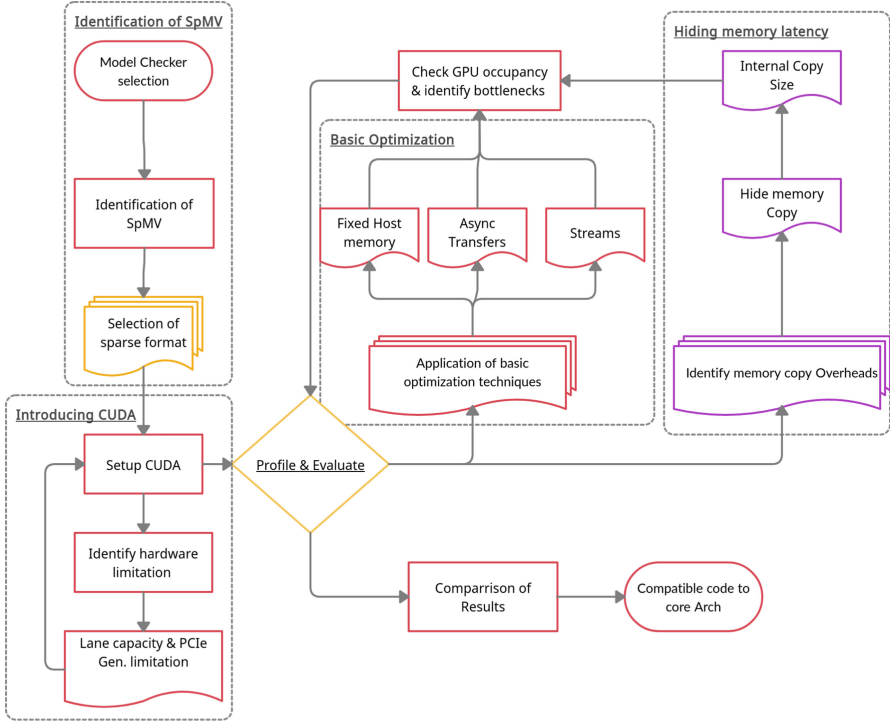 Identification of SpMV
Model Checker
selection
Identification of
SpMV
Selection of
sparse format
Introducing CUDA
Setup CUDA
Identify hardware
limitation
Lane capacity & PCIe
Gen. limitation
Profile & Evaluate
Check GPU occupancy
& identify bottlenecks
Basic Optimization
Fixed Host
memory
Async
Transfers
Streams
Application of basic
optimization techniques
Hiding memory latency
Internal Copy
Size
Hide memory
Copy
Identify memory copy Overheads
Comparrison of
Results
Compatible code to
core Arch